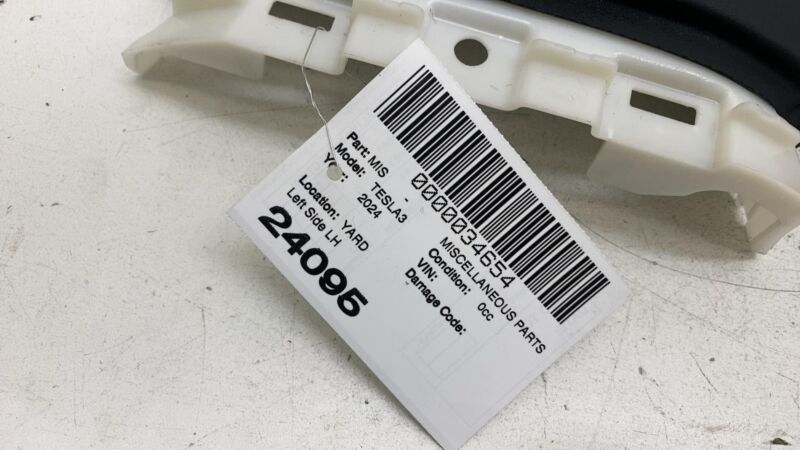 0000034654
Part: MIS - MISCELLANEOUS PARTS
Model: TESLA3 Condition: 0cc
Year: 2024 VIN:
Damage Code:
Location: YARD
Left Side LH
24095